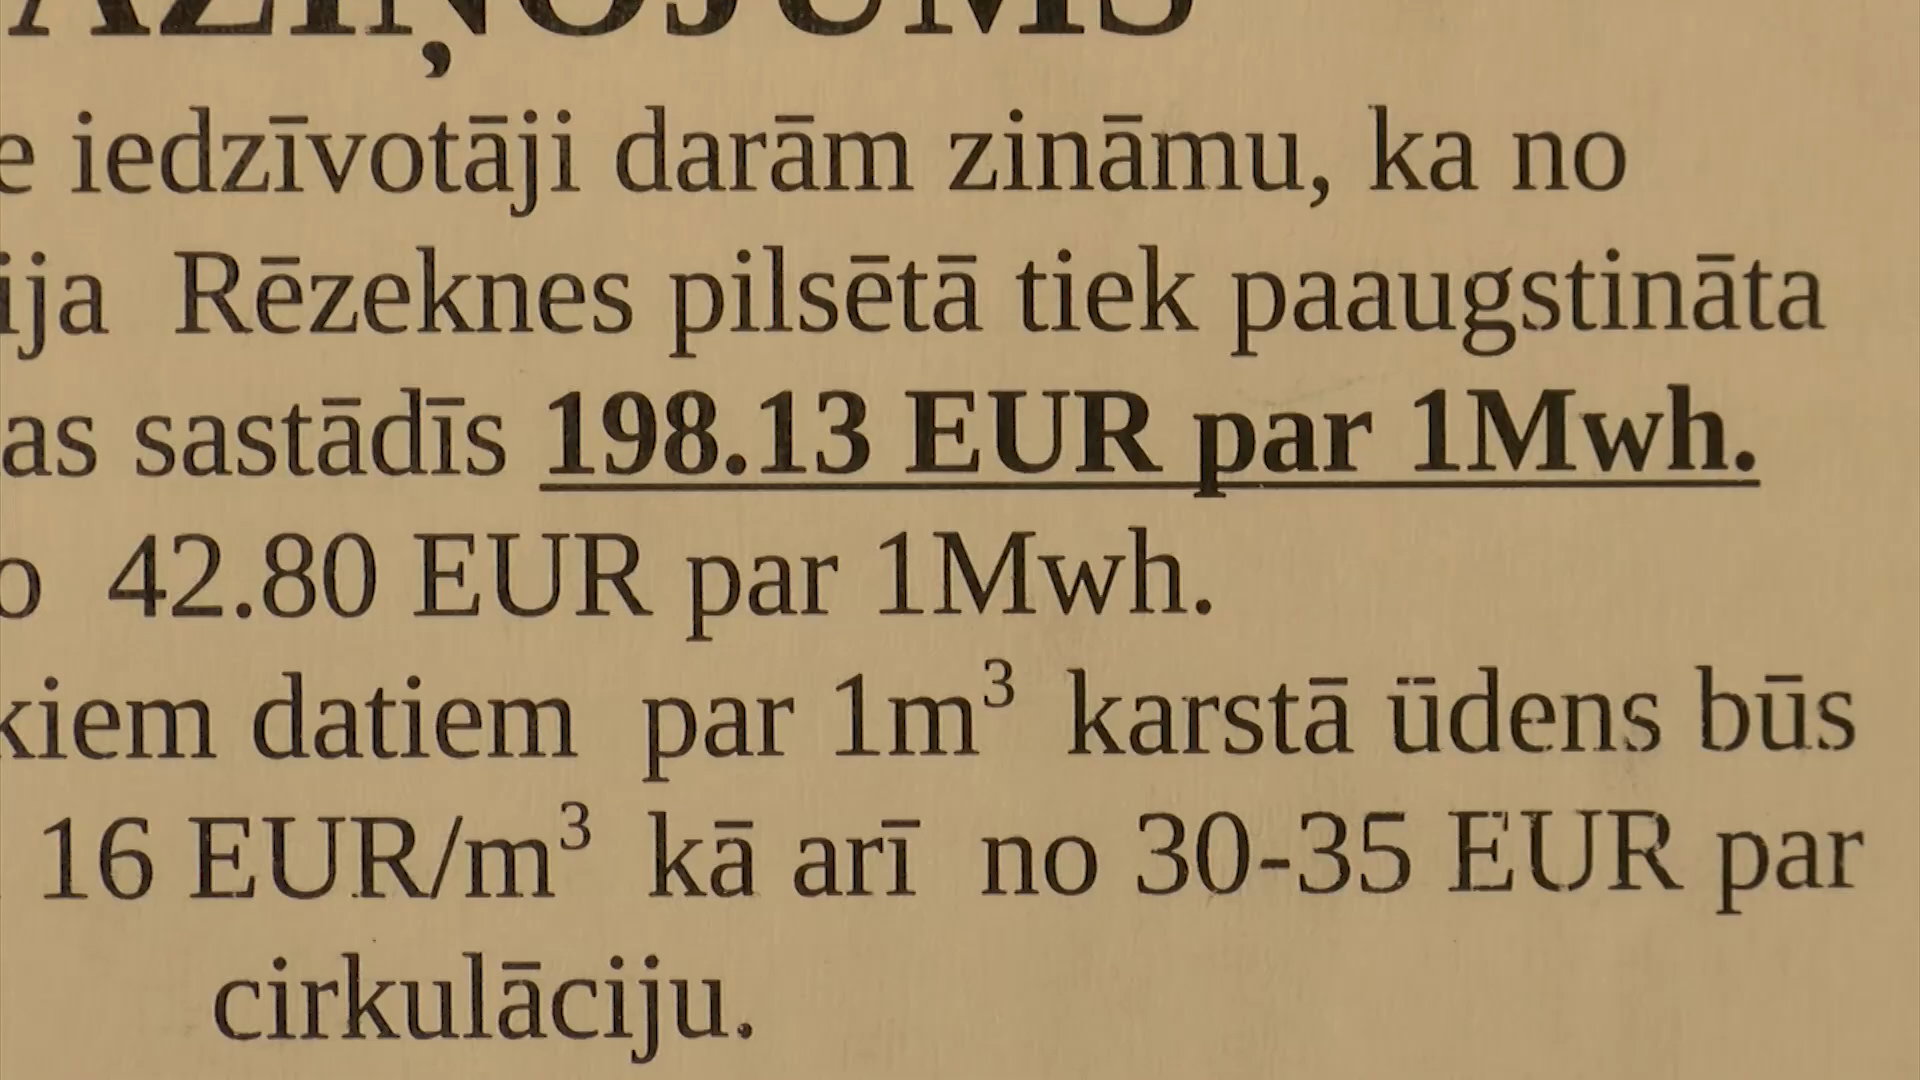 AZIŅOJUMS
e iedzīvotāji darām zināmu, ka no
ija Rēzeknes pilsētā tiek paaugstināta
as sastādīs 198.13 EUR par 1Mwh.
o 42.80 EUR par 1Mwh.
kiem datiem par 1m³ karstā ūdens būs
16 EUR/m³ kā arī no 30-35 EUR par
cirkulāciju.